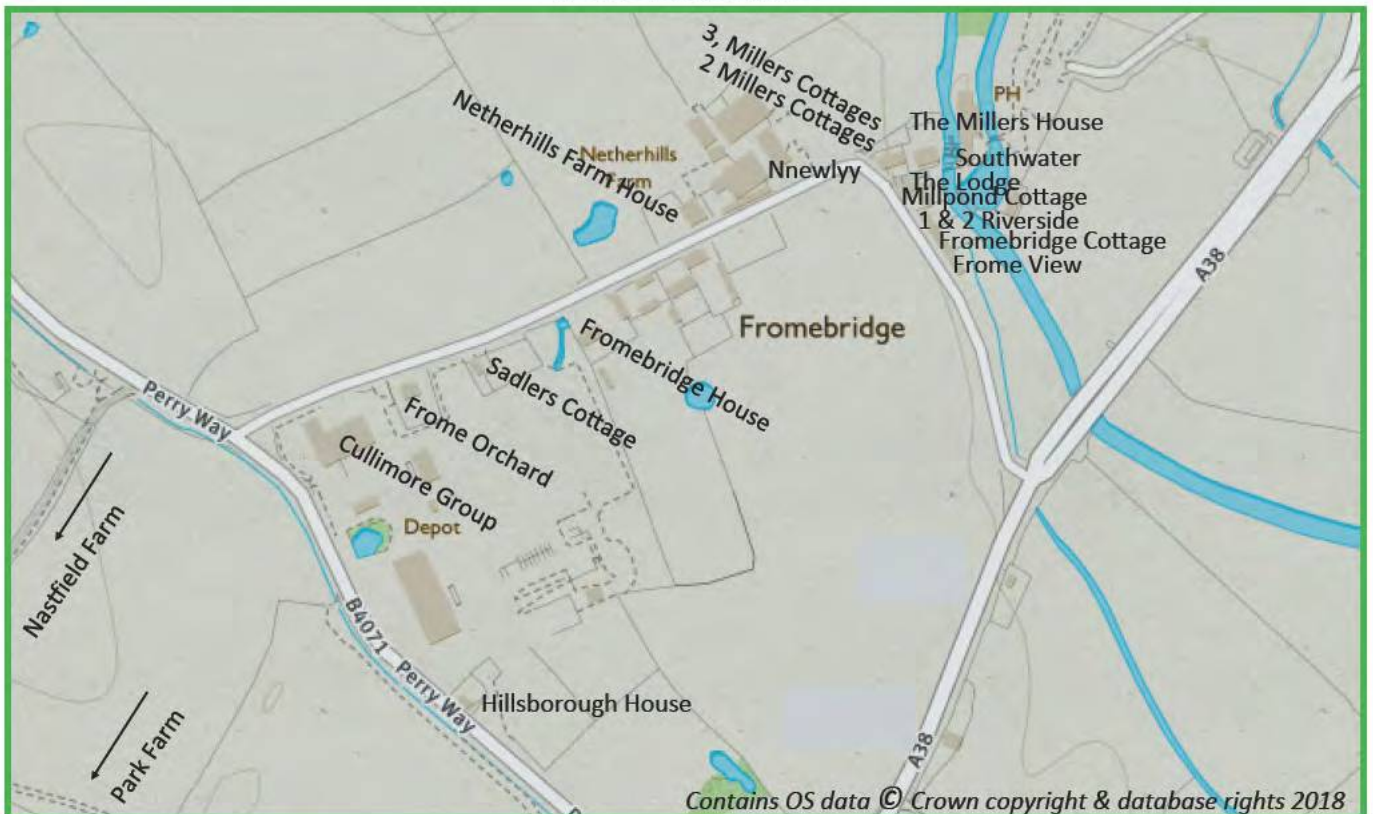 3, Millers Cottages
2 Millers Cottages
PH
The Millers House
Netherhills Farm House
Netherhills
Farm
Nnewlyy
Southwater
The Lodge
Millpond Cottage
1 & 2 Riverside
Fromebridge Cottage
Frome View
A38
Fromebridge
Fromebridge House
Sadlers Cottage
Perry Way
Frome Orchard
Cullimore Group
Depot
Nastfield Farm
B4071
Perry Way
Hillsborough House
Park Farm
A38
Contains OS data © Crown copyright & database rights 2018